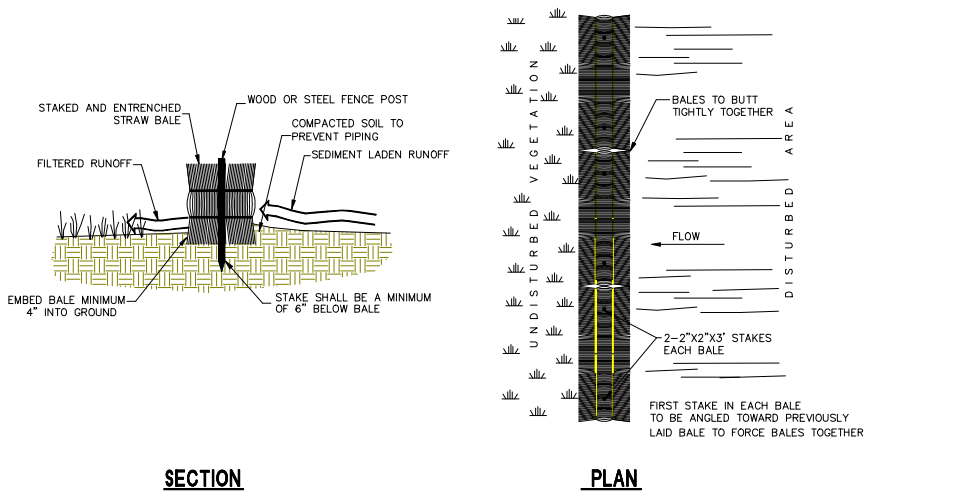 WOOD OR STEEL FENCE POST
STAKED AND ENTRENCHED
STRAW BALE
COMPACTED SOIL TO
PREVENT PIPING
SEDIMENT LADEN RUNOFF
FILTERED RUNOFF
EMBED BALE MINIMUM
4" INTO GROUND
STAKE SHALL BE A MINIMUM
OF 6" BELOW BALE
SECTION
UNDISTURBED VEGETATION
BALES TO BUTT
TIGHTLY TOGETHER
DISTURBED AREA
FLOW
2-2"X2"X3' STAKES
EACH BALE
FIRST STAKE IN EACH BALE
TO BE ANGLED TOWARD PREVIOUSLY
LAID BALE TO FORCE BALES TOGETHER
PLAN